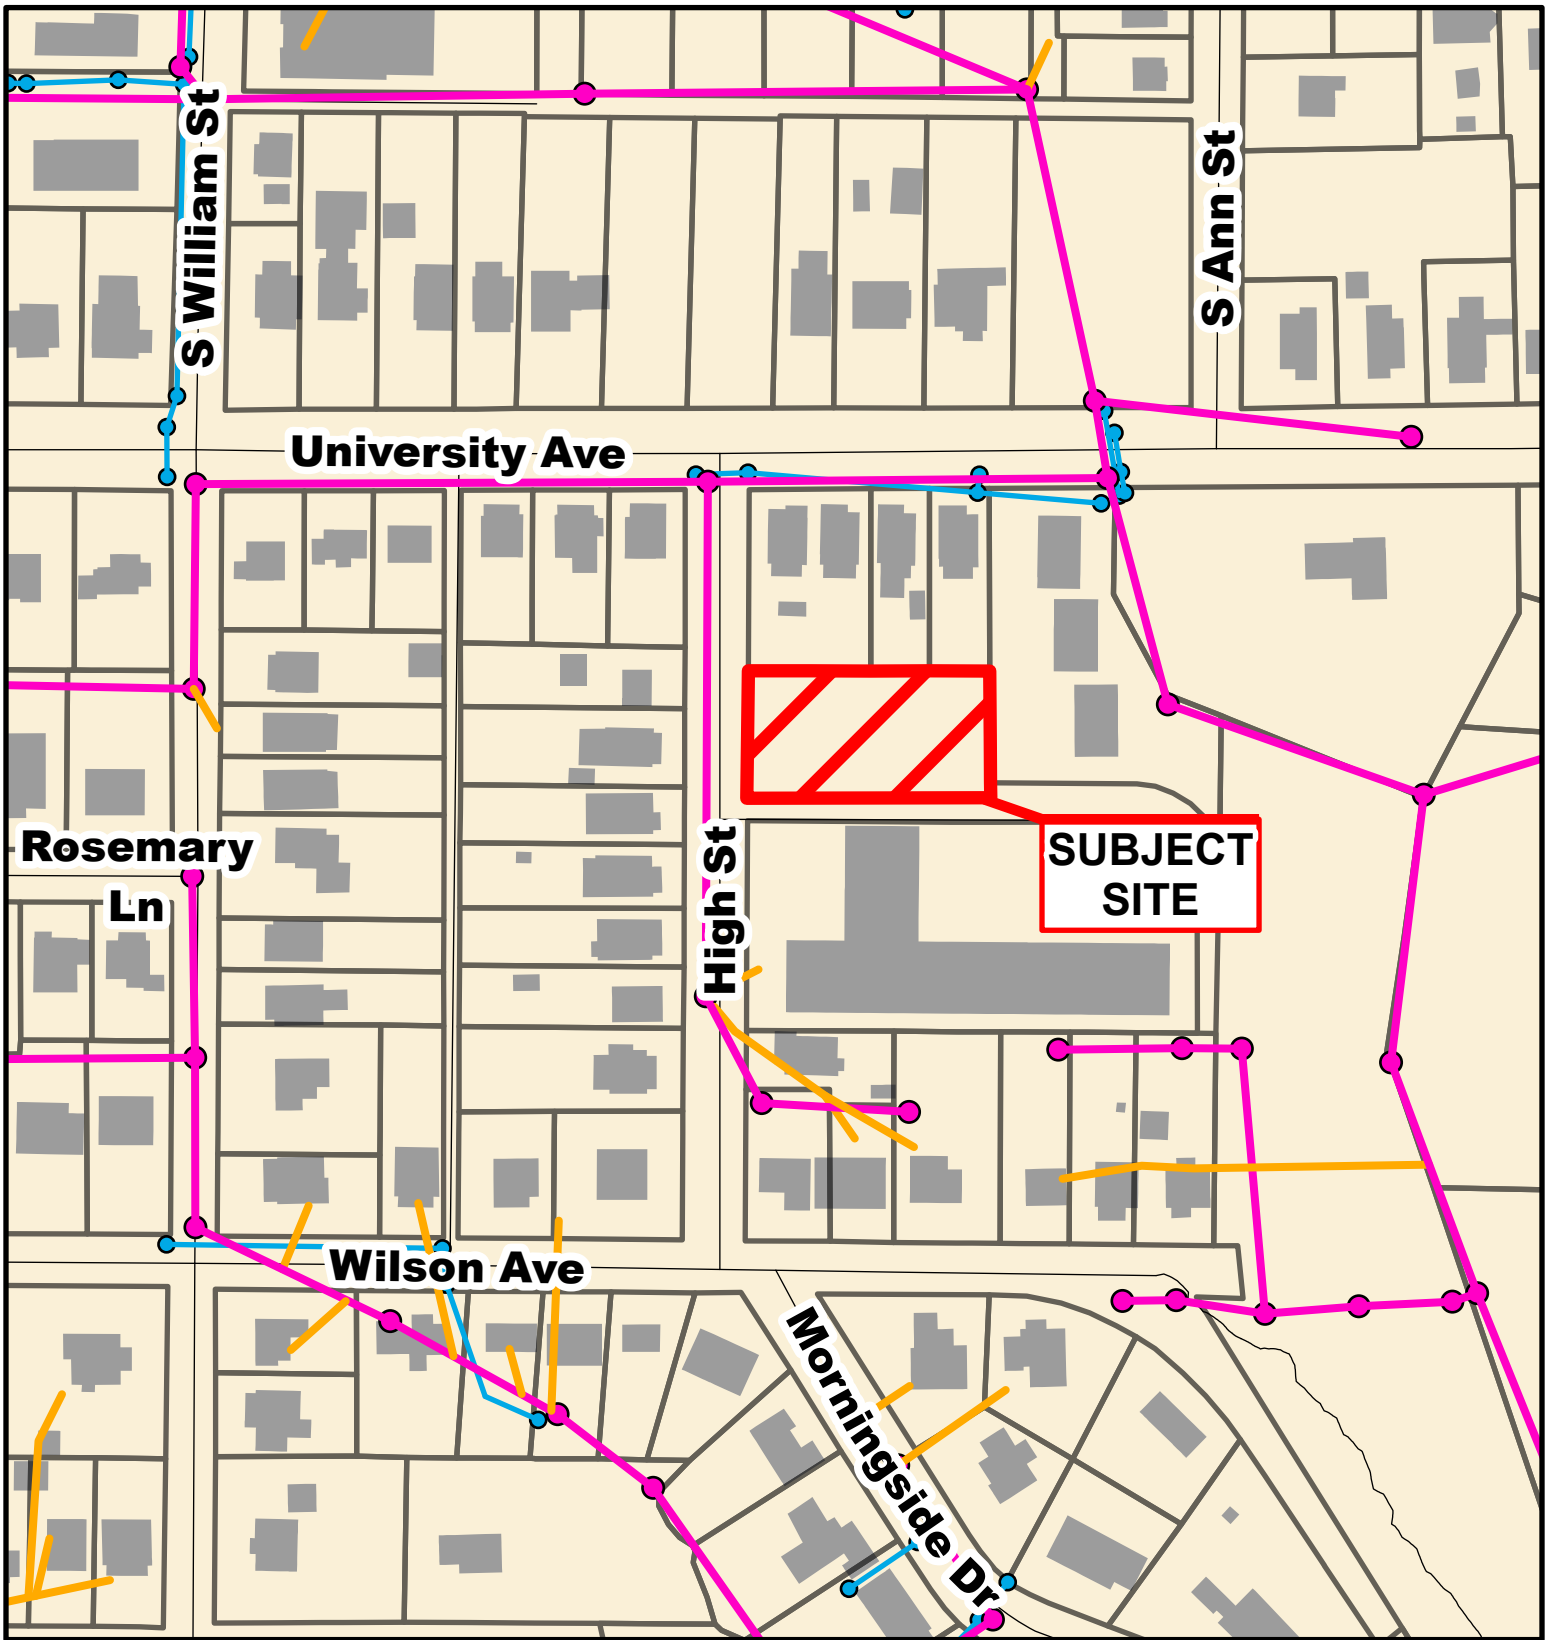 S William St
S Ann St
University Ave
Rosemary
Ln
High St
SUBJECT
SITE
Wilson Ave
Morningside Dr